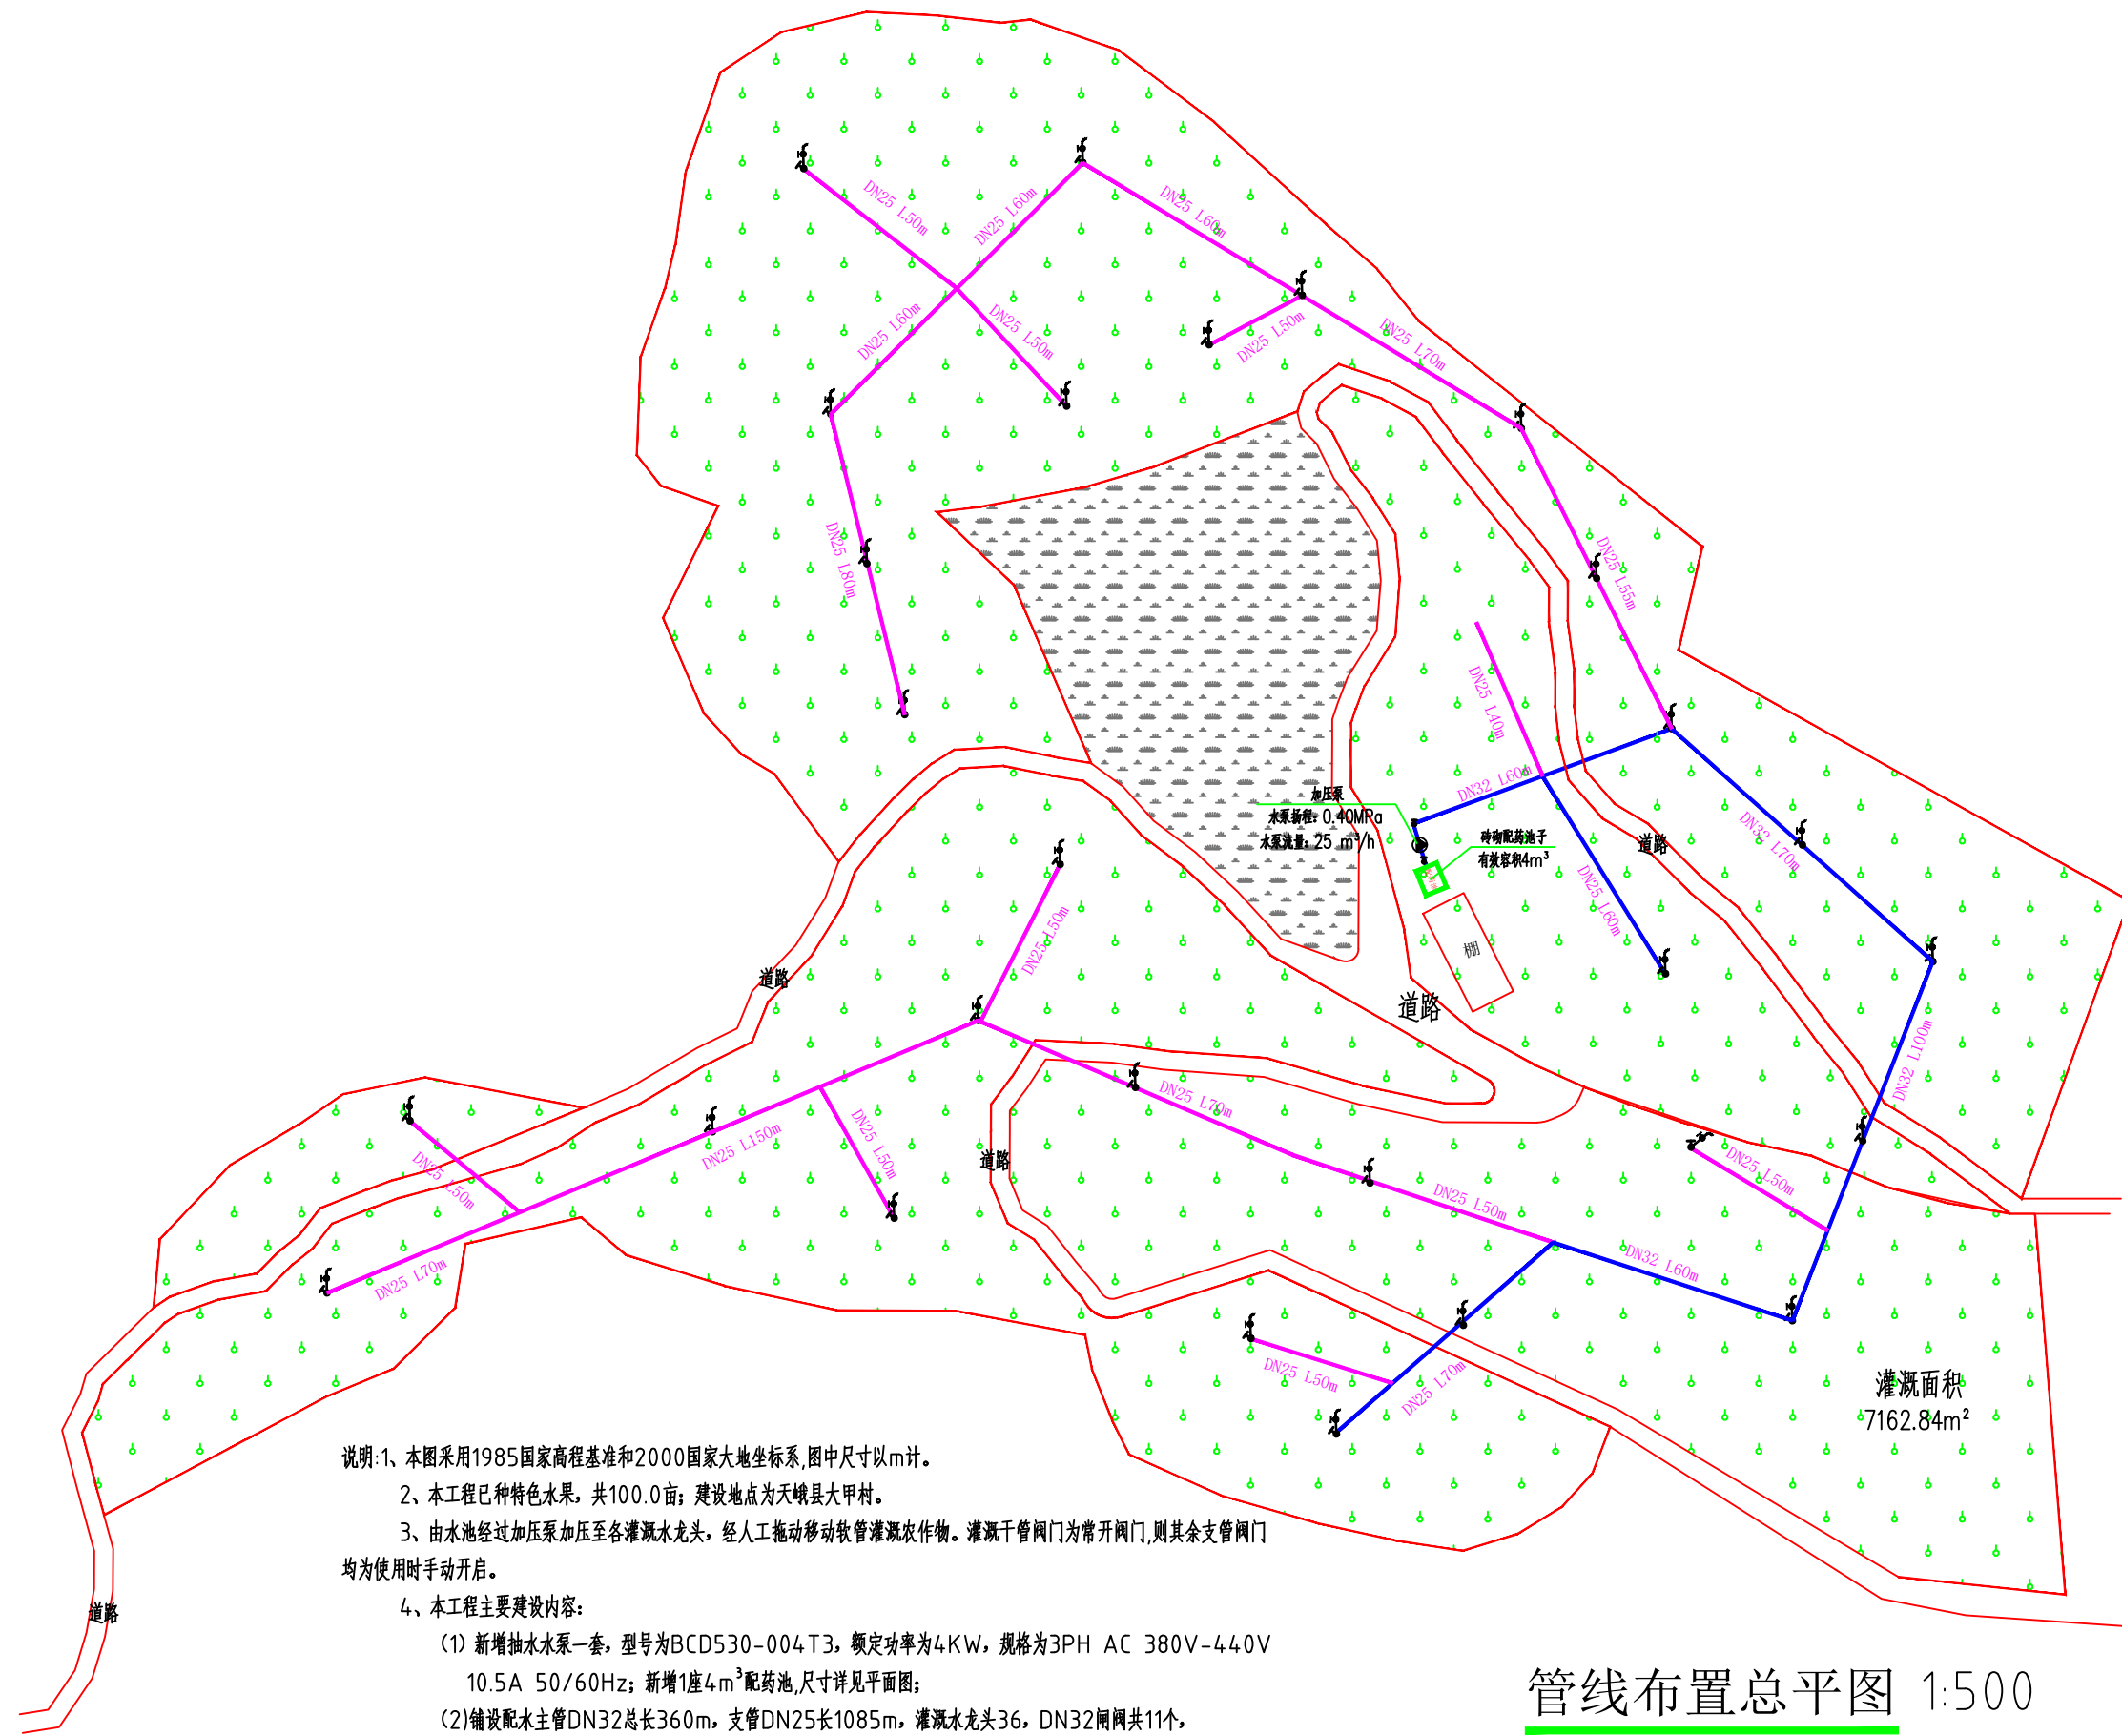 DN25 L50m
DN25 L60m
DN25 L60m
DN25 L60m
DN25 L50m
DN25 L50m
DN25 L70m
DN25 L80m
DN25 L55m
DN25 L40m
DN32 L60m
加压泵
水泵扬程: 0.40MPa
水泵流量: 25 m³/h
砖砌配药池子
有效容积4m³
道路
DN32 L70m
DN25 L60m
棚
道路
道路
DN25 L50m
DN32 L100m
DN25 L70m
DN25 L150m
DN25 L50m
道路
DN25 L50m
DN25 L50m
DN25 L50m
DN32 L60m
DN25 L70m
DN25 L50m
DN25 L70m
灌溉面积
7162.84m²
说明:1、本图采用1985国家高程基准和2000国家大地坐标系,图中尺寸以m计。
2、本工程已种特色水果，共100.0亩；建设地点为天峨县大甲村。
3、由水池经过加压泵加压至各灌溉水龙头，经人工拖动移动软管灌溉农作物。灌溉干管阀门为常开阀门,则其余支管阀门
均为使用时手动开启。
4、本工程主要建设内容：
道路
(1) 新增抽水水泵一套，型号为BCD530-004T3，额定功率为4KW，规格为3PH AC 380V-440V
10.5A 50/60Hz；新增1座4m³配药池,尺寸详见平面图；
(2)铺设配水主管DN32总长360m，支管DN25长1085m，灌溉水龙头36，DN32闸阀共11个，
管线布置总平图 1:500